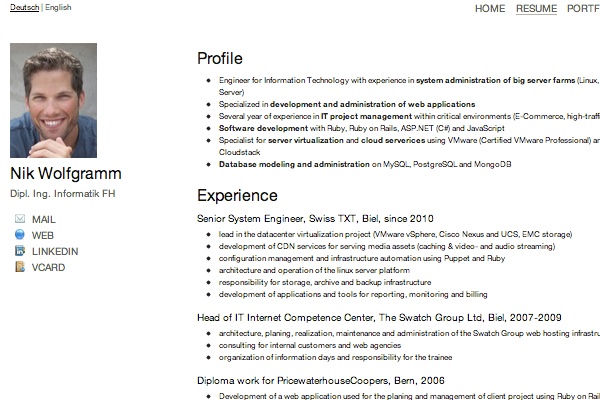 Deutsch | English
HOME RESUME PORTF
Nik Wolfgramm
Dipl. Ing. Informatik FH
MAIL
WEB
LINKEDIN
VCARD
Profile
Engineer for Information Technology with experience in system administration of big server farms (Linux,
Server)
Specialized in development and administration of web applications
Several year of experience in IT project management within critical environments (E-Commerce, high-traffi
Software development with Ruby, Ruby on Rails, ASP.NET (C#) and JavaScript
Specialist for server virtualization and cloud serverices using VMware (Certified VMware Professional) an
Cloudstack
Database modeling and administration on MySQL, PostgreSQL and MongoDB
Experience
Senior System Engineer, Swiss TXT, Biel, since 2010
lead in the datacenter virtualization project (VMware vSphere, Cisco Nexus and UCS, EMC storage)
development of CDN services for serving media assets (caching & video- and audio streaming)
configuration management and infrastructure automation using Puppet and Ruby
architecture and operation of the linux server platform
responsibility for storage, archive and backup infrastructure
development of applications and tools for reporting, monitoring and billing
Head of IT Internet Competence Center, The Swatch Group Ltd, Biel, 2007-2009
architecture, planing, realization, maintenance and administration of the Swatch Group web hosting infrastru
consulting for internal customers and web agencies
organization of information days and responsibility for the trainee
Diploma work for PricewaterhouseCoopers, Bern, 2006
Development of a web application used for the planing and management of client project using Ruby on Rails